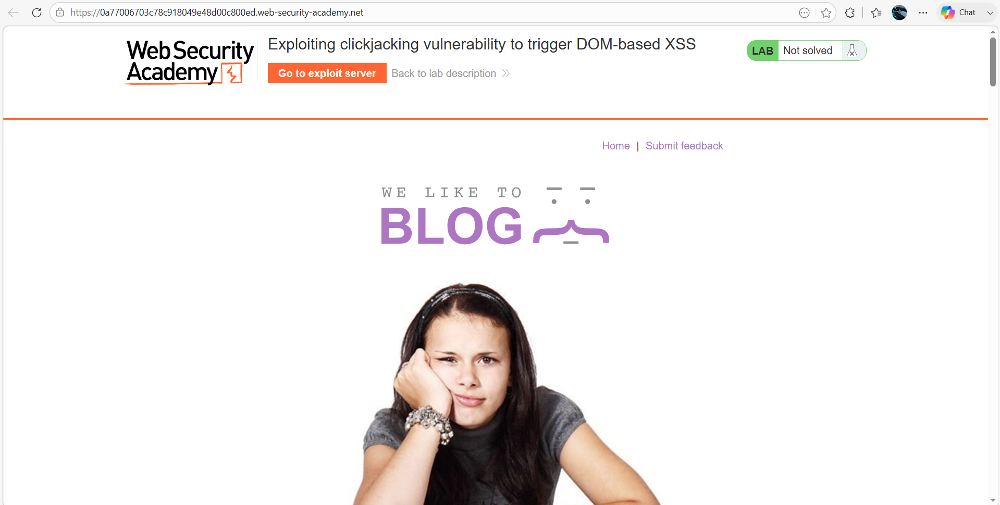 https://0a77006703c78c918049e48d00c800ed.web-security-academy.net
Chat
Web Security
Academy
Exploiting clickjacking vulnerability to trigger DOM-based XSS
Go to exploit server
Back to lab description
LAB
Not solved
Home | Submit feedback
WE LIKE TO
BLOG